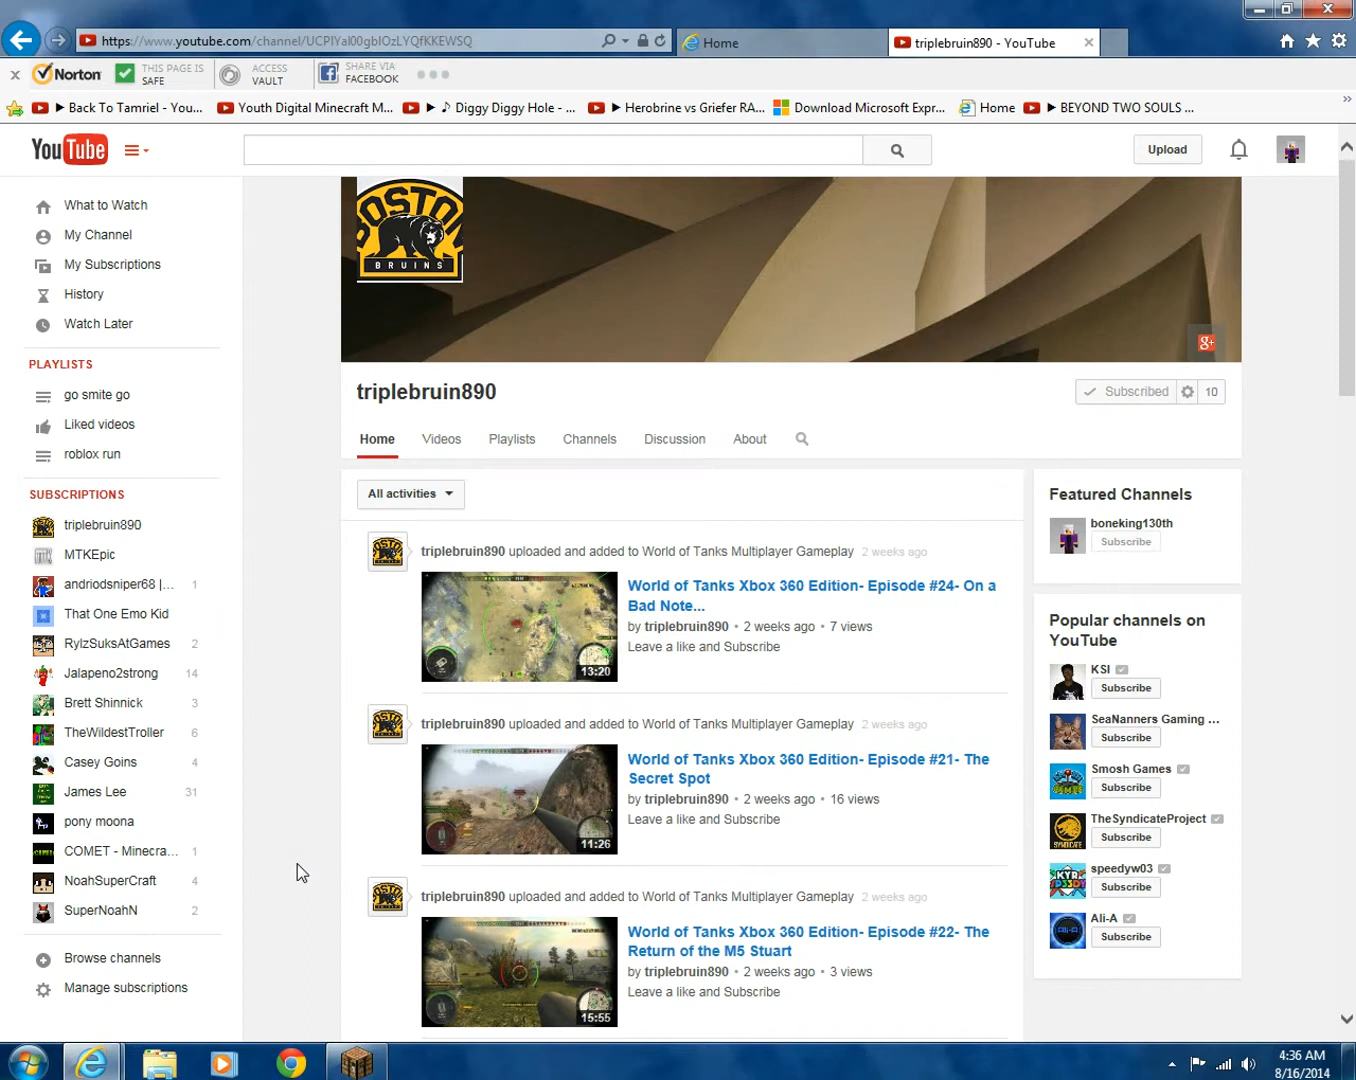 https://www.youtube.com/channel/UCPIYal00gbIOzLYQfKKEWSQ
Home
triplebruin890 - YouTube
Norton
THIS PAGE IS
SAFE
ACCESS
VAULT
SHARE VIA
FACEBOOK
Back To Tamriel - You...
Youth Digital Minecraft M...
♪ Diggy Diggy Hole - ...
Herobrine vs Griefer RA...
Download Microsoft Expr...
Home
BEYOND TWO SOULS ...
YouTube
Upload
What to Watch
My Channel
My Subscriptions
History
Watch Later
PLAYLISTS
go smite go
Liked videos
roblox run
SUBSCRIPTIONS
triplebruin890
MTKEpic
andriodsniper68 |... 1
That One Emo Kid
RylzSuksAtGames 2
Jalapeno2strong 14
Brett Shinnick 3
TheWildestTroller 6
Casey Goins 4
James Lee 31
pony moona
COMET - Minecra... 1
NoahSuperCraft 4
SuperNoahN 2
Browse channels
Manage subscriptions
BOSTON
BRUINS
g+
triplebruin890
Subscribed 10
Home Videos Playlists Channels Discussion About
All activities
triplebruin890 uploaded and added to World of Tanks Multiplayer Gameplay 2 weeks ago
World of Tanks Xbox 360 Edition- Episode #24- On a
Bad Note...
by triplebruin890 • 2 weeks ago • 7 views
Leave a like and Subscribe
13:20
triplebruin890 uploaded and added to World of Tanks Multiplayer Gameplay 2 weeks ago
World of Tanks Xbox 360 Edition- Episode #21- The
Secret Spot
by triplebruin890 • 2 weeks ago • 16 views
Leave a like and Subscribe
11:26
triplebruin890 uploaded and added to World of Tanks Multiplayer Gameplay 2 weeks ago
World of Tanks Xbox 360 Edition- Episode #22- The
Return of the M5 Stuart
by triplebruin890 • 2 weeks ago • 3 views
Leave a like and Subscribe
15:55
Featured Channels
boneking130th
Subscribe
Popular channels on
YouTube
KSI
Subscribe
SeaNanners Gaming ...
Subscribe
Smosh Games
Subscribe
TheSyndicateProject
Subscribe
speedyw03
Subscribe
Ali-A
Subscribe
4:36 AM
8/16/2014